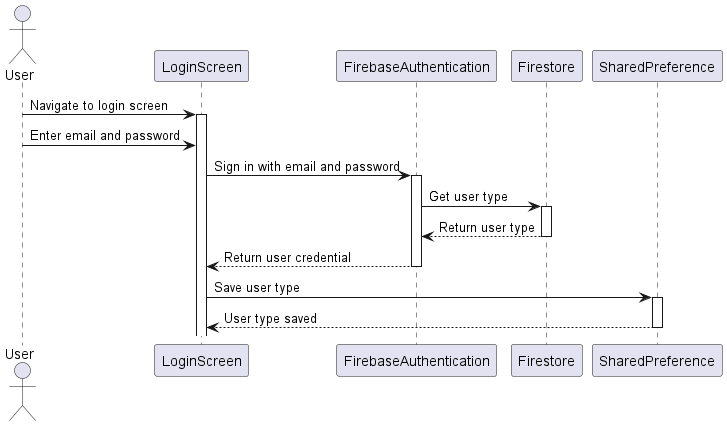 User
LoginScreen
FirebaseAuthentication
Firestore
SharedPreference
Navigate to login screen
Enter email and password
Sign in with email and password
Get user type
Return user type
Return user credential
Save user type
User type saved
User
LoginScreen
FirebaseAuthentication
Firestore
SharedPreference